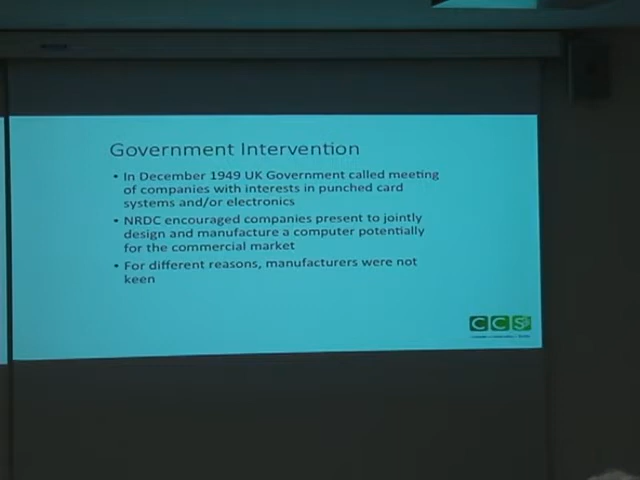 Government Intervention
• In December 1949 UK Government called meeting
of companies with interests in punched card
systems and/or electronics
• NRDC encouraged companies present to jointly
design and manufacture a computer potentially
for the commercial market
• For different reasons, manufacturers were not
keen
CCS